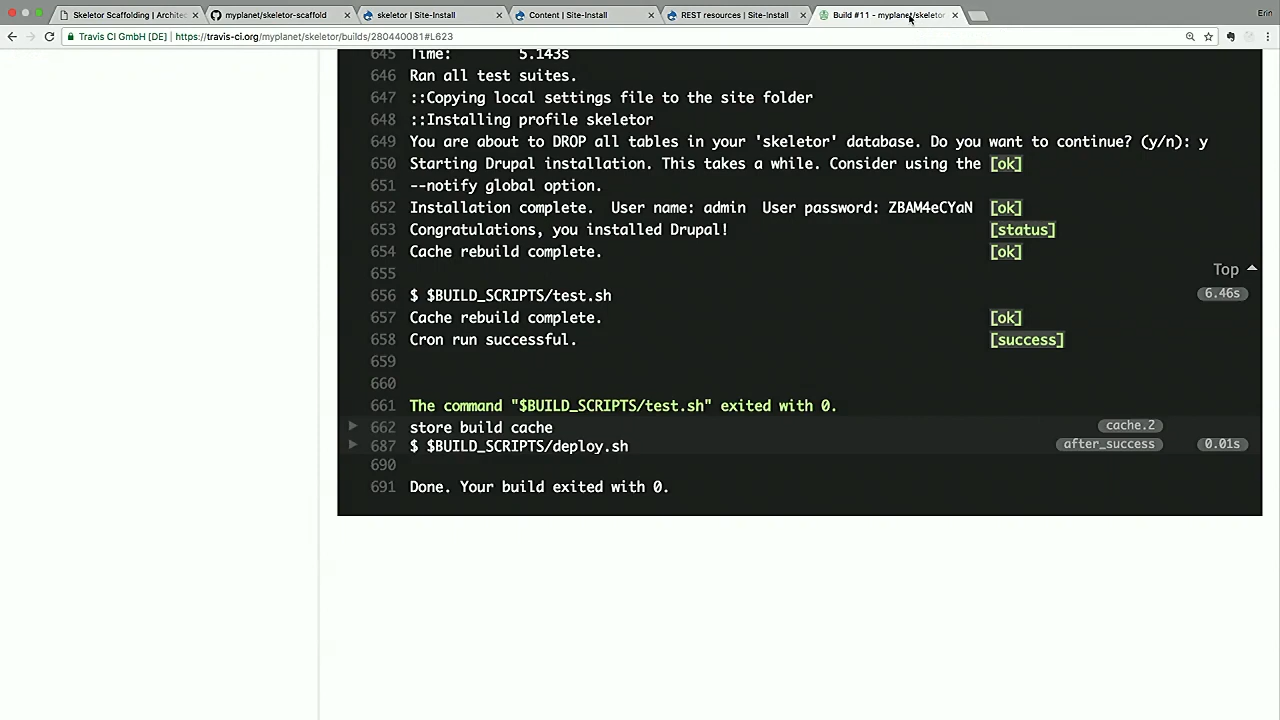 Skeletor Scaffolding | Archite
myplanet/skeletor-scaffold
skeletor | Site-Install
Content | Site-Install
REST resources | Site-Install
Build #11 - myplanet/skeletor
Erin
Travis CI GmbH [DE] | https://travis-ci.org/myplanet/skeletor/builds/280440081#L623
645 Time: 5.143s
646 Ran all test suites.
647 ::Copying local settings file to the site folder
648 ::Installing profile skeletor
649 You are about to DROP all tables in your 'skeletor' database. Do you want to continue? (y/n): y
650 Starting Drupal installation. This takes a while. Consider using the [ok]
651 --notify global option.
652 Installation complete. User name: admin User password: ZBAM4eCYaN [ok]
653 Congratulations, you installed Drupal! [status]
654 Cache rebuild complete. [ok]
655
Top
656 $ $BUILD_SCRIPTS/test.sh 6.46s
657 Cache rebuild complete. [ok]
658 Cron run successful. [success]
659
660
661 The command "$BUILD_SCRIPTS/test.sh" exited with 0.
662 store build cache cache.2
687 $ $BUILD_SCRIPTS/deploy.sh after_success 0.01s
690
691 Done. Your build exited with 0.